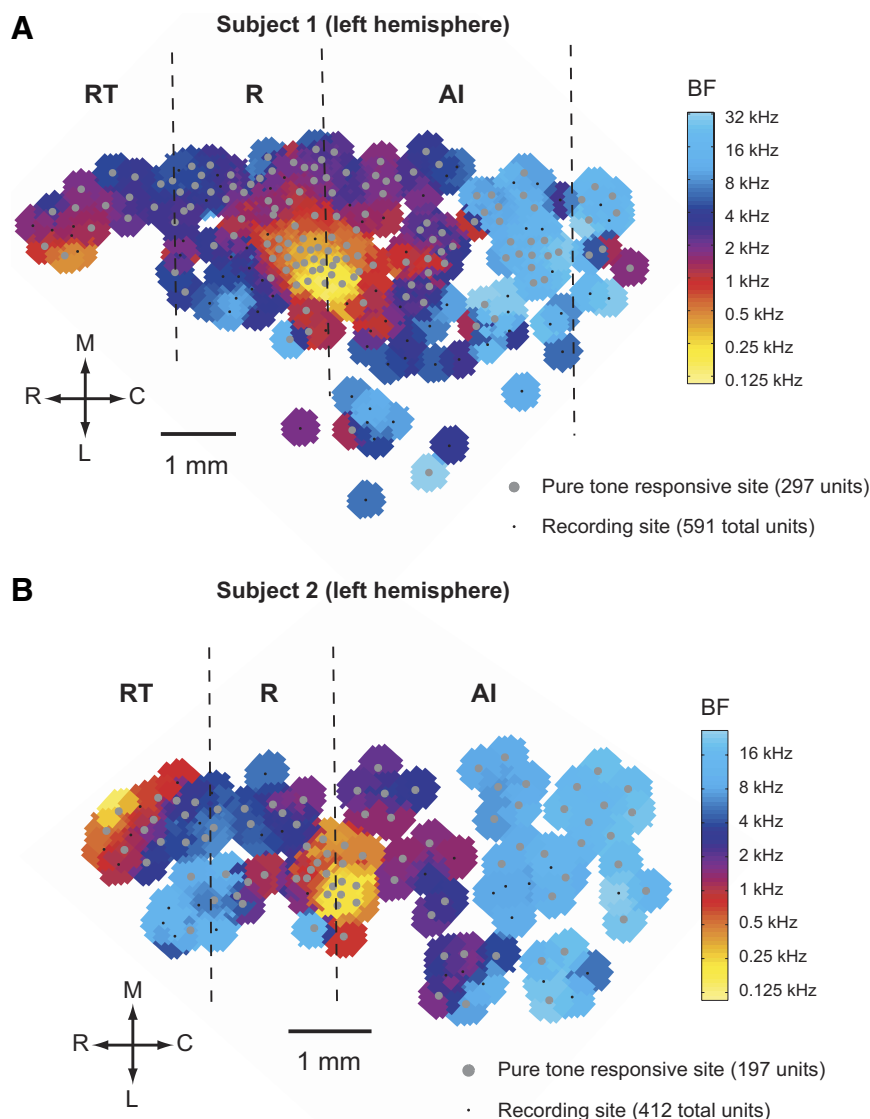 A
Subject 1 (left hemisphere)
RT R AI
BF
32 kHz
16 kHz
8 kHz
4 kHz
2 kHz
1 kHz
0.5 kHz
0.25 kHz
0.125 kHz
M
R C
L
1 mm
Pure tone responsive site (297 units)
Recording site (591 total units)
B
Subject 2 (left hemisphere)
RT R AI
BF
16 kHz
8 kHz
4 kHz
2 kHz
1 kHz
0.5 kHz
0.25 kHz
0.125 kHz
M
R C
L
1 mm
Pure tone responsive site (197 units)
Recording site (412 total units)